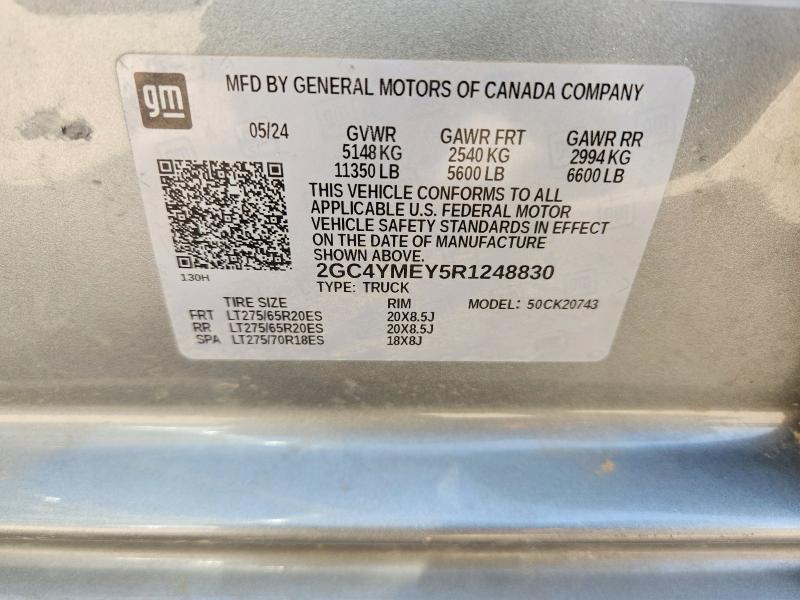 gm
MFD BY GENERAL MOTORS OF CANADA COMPANY
05/24 GVWR GAWR FRT GAWR RR
5148 KG 2540 KG 2994 KG
11350 LB 5600 LB 6600 LB
THIS VEHICLE CONFORMS TO ALL
APPLICABLE U.S. FEDERAL MOTOR
VEHICLE SAFETY STANDARDS IN EFFECT
ON THE DATE OF MANUFACTURE
SHOWN ABOVE.
130H
2GC4YMEY5R1248830
TYPE: TRUCK
TIRE SIZE RIM MODEL: 50CK20743
FRT LT275/65R20ES 20X8.5J
RR LT275/65R20ES 20X8.5J
SPA LT275/70R18ES 18X8J